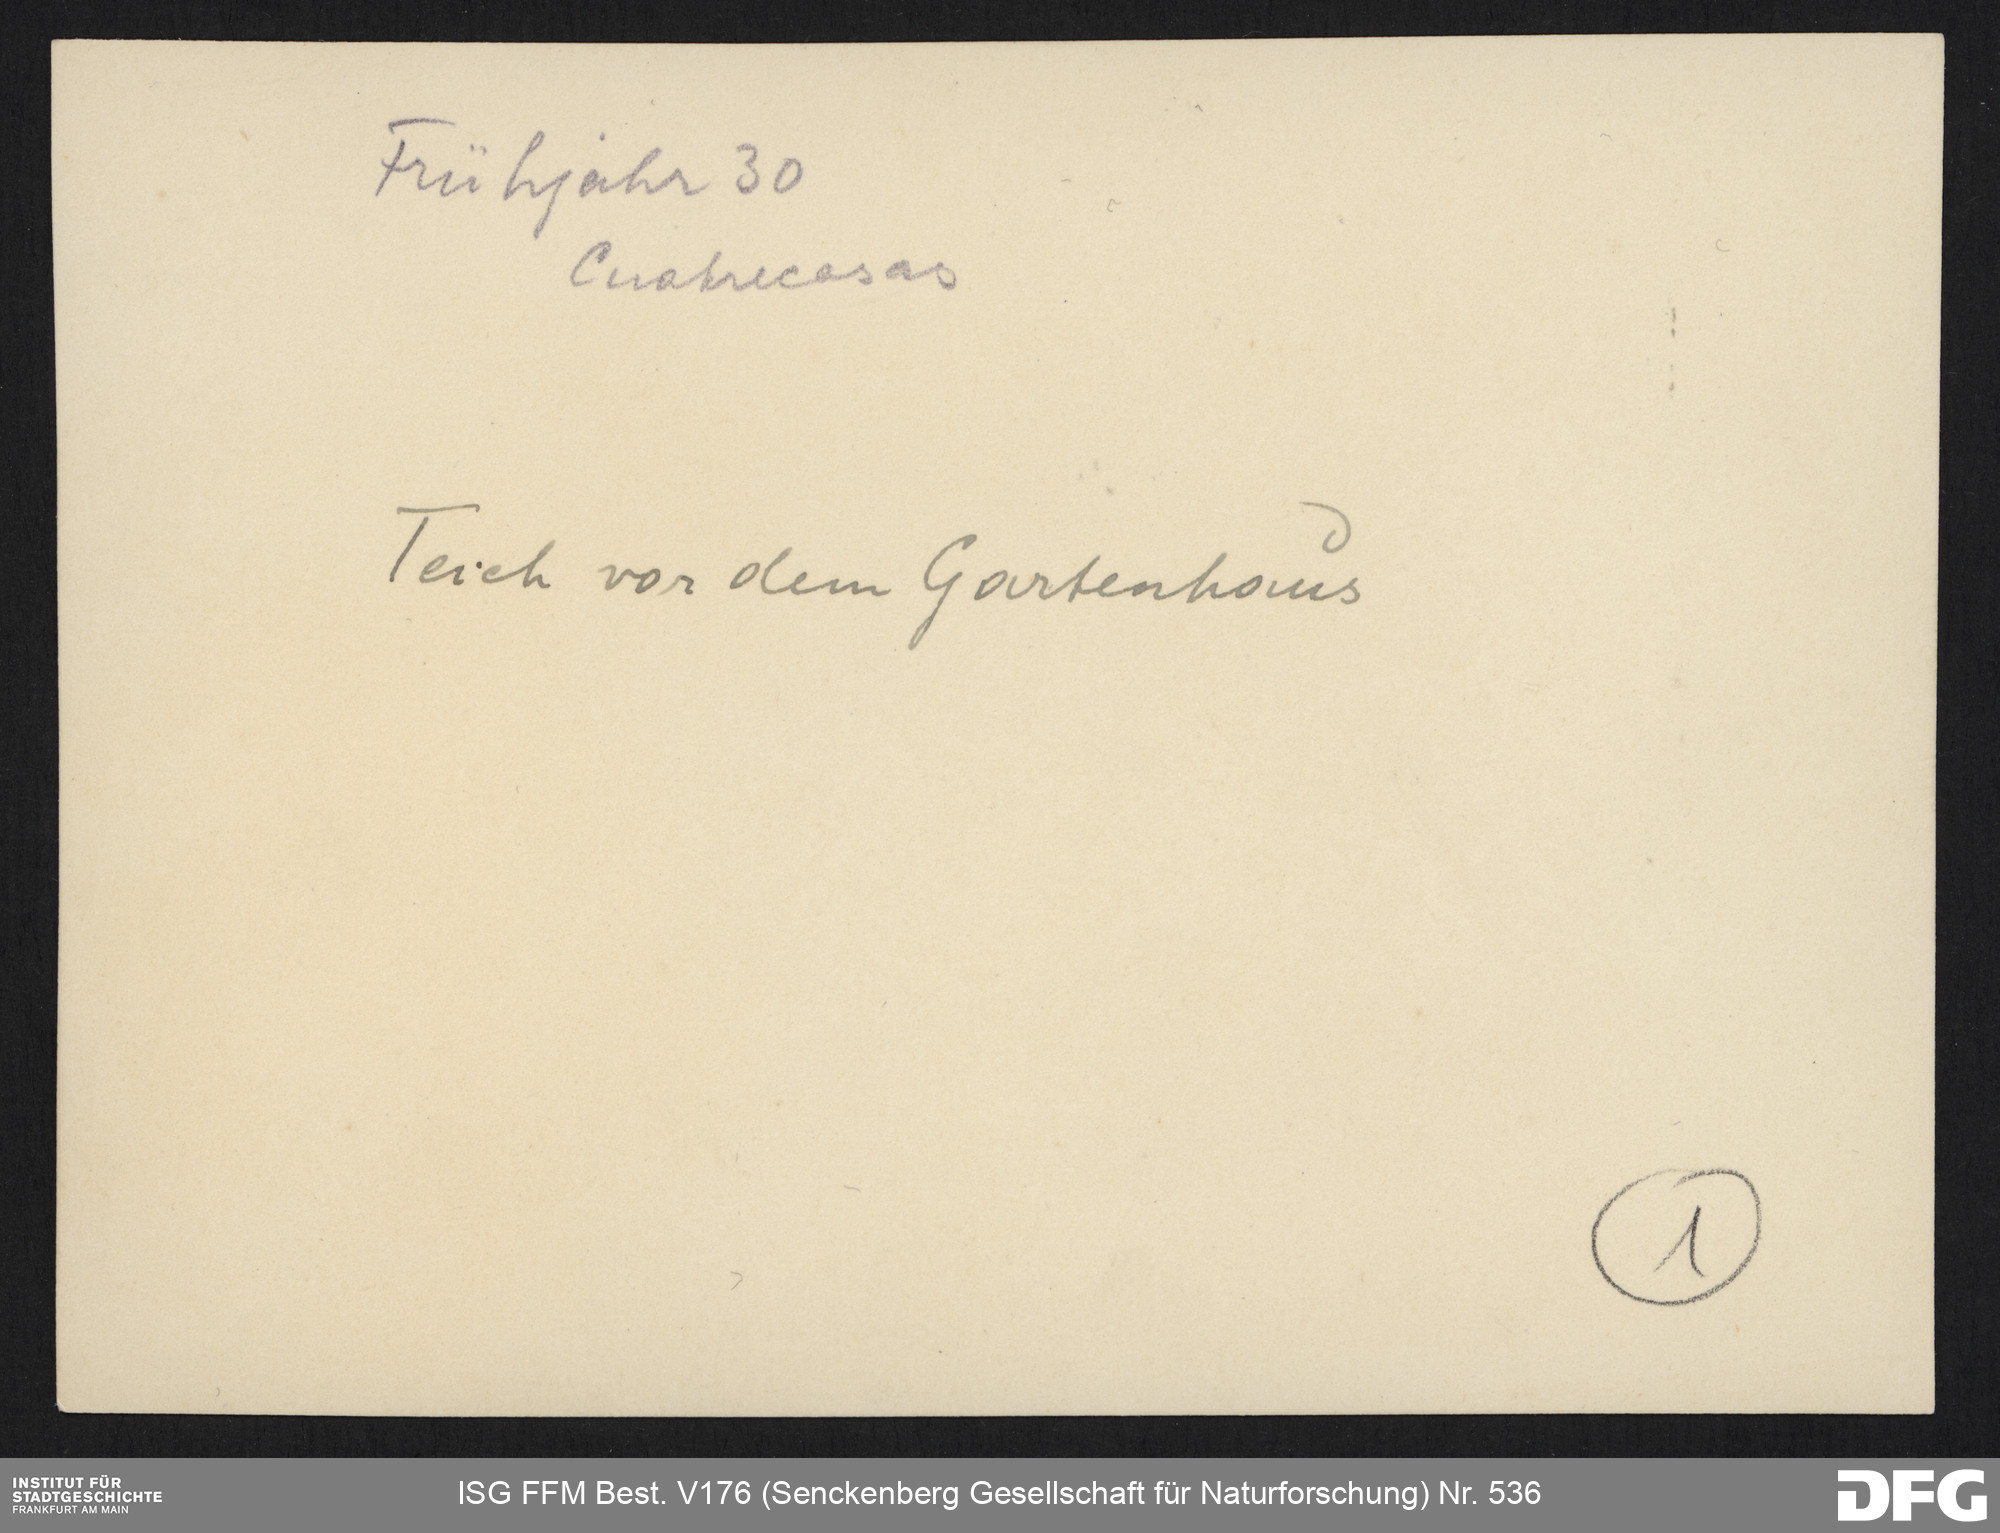 Frühjahr 30
Cuatrecasas
Teich vor dem Gartenhaus
1
INSTITUT FÜR
STADTGESCHICHTE
FRANKFURT AM MAIN
ISG FFM Best. V176 (Senckenberg Gesellschaft für Naturforschung) Nr. 536
DFG